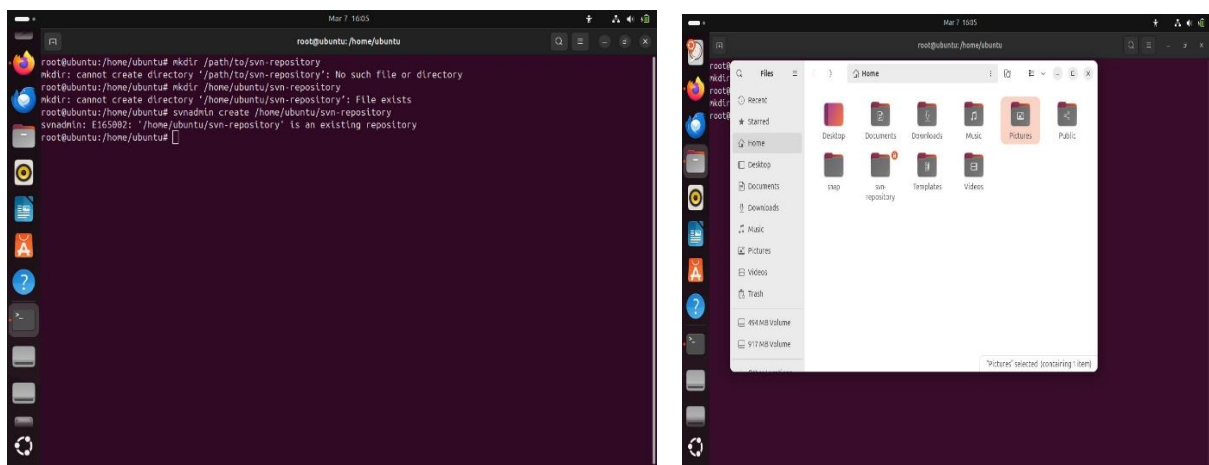 Mar 7 16:05
root@ubuntu: /home/ubuntu
root@ubuntu:/home/ubuntu# mkdir /path/to/svn-repository
mkdir: cannot create directory ‘/path/to/svn-repository’: No such file or directory
root@ubuntu:/home/ubuntu# mkdir /home/ubuntu/svn-repository
mkdir: cannot create directory ‘/home/ubuntu/svn-repository’: File exists
root@ubuntu:/home/ubuntu# svnadmin create /home/ubuntu/svn-repository
svnadmin: E165002: '/home/ubuntu/svn-repository' is an existing repository
root@ubuntu:/home/ubuntu#
Mar 7 16:05
root@ubuntu: /home/ubuntu
Files
Home
Recent
Starred
Home
Desktop
Documents
Downloads
Music
Pictures
Videos
Trash
494 MB Volume
917 MB Volume
Desktop
Documents
Downloads
Music
Pictures
Public
snap
svn-
repository
Templates
Videos
"Pictures" selected (containing 1 item)